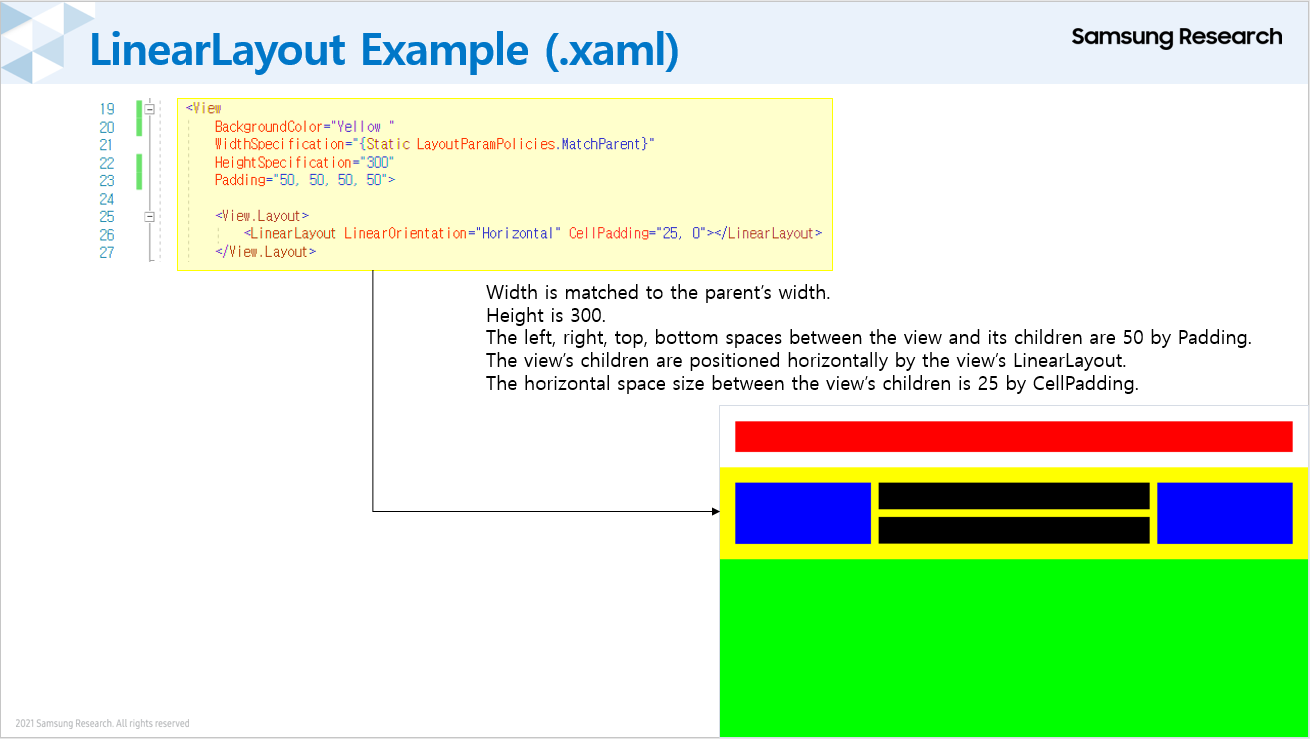 LinearLayout Example (.xaml)
Samsung Research
19 <View
20 BackgroundColor="Yellow "
21 WidthSpecification="{Static LayoutParamPolicies.MatchParent}"
22 HeightSpecification="300"
23 Padding="50, 50, 50, 50">
24
25 <View.Layout>
26 <LinearLayout LinearOrientation="Horizontal" CellPadding="25, 0"></LinearLayout>
27 </View.Layout>
Width is matched to the parent’s width.
Height is 300.
The left, right, top, bottom spaces between the view and its children are 50 by Padding.
The view’s children are positioned horizontally by the view’s LinearLayout.
The horizontal space size between the view’s children is 25 by CellPadding.
2021 Samsung Research. All rights reserved